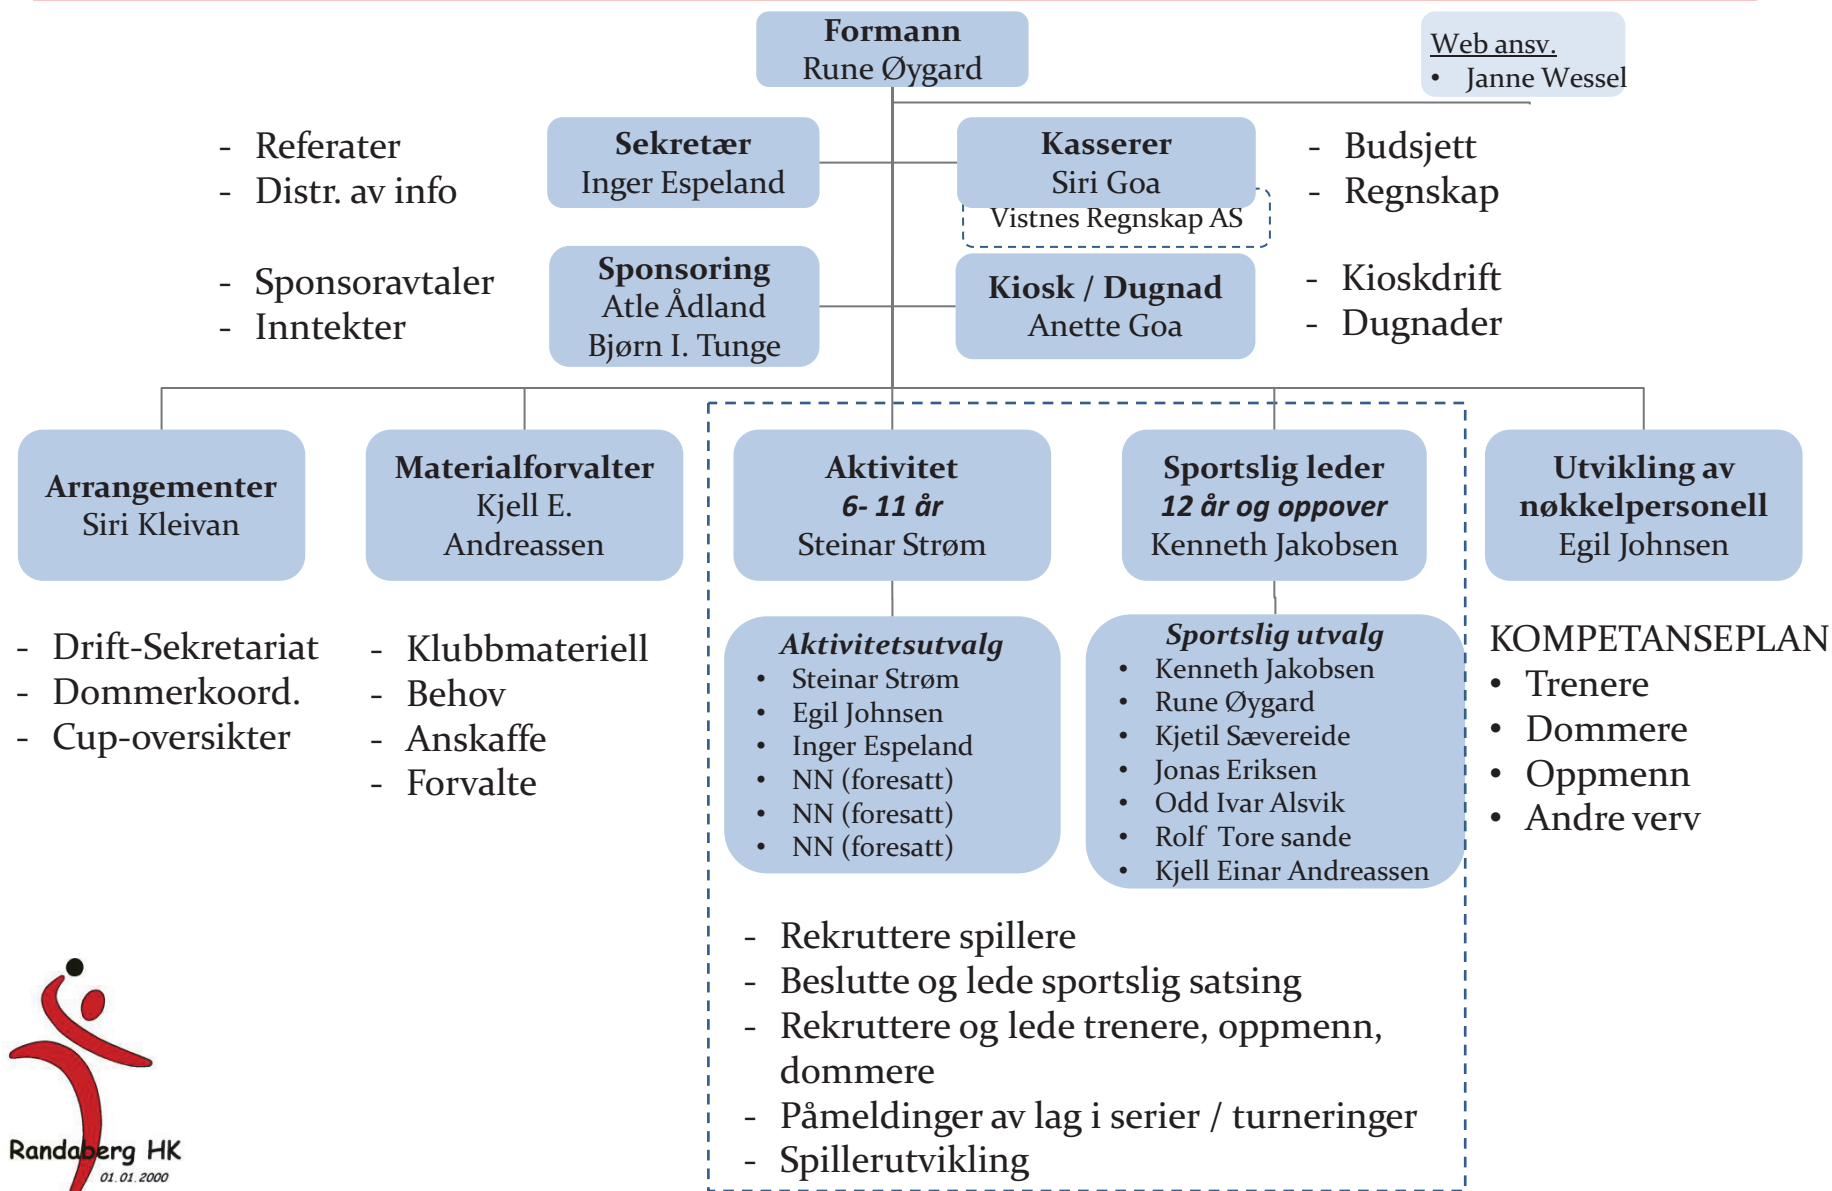 Formann
Rune Øygard
Web ansv.
• Janne Wessel
- Referater
- Distr. av info
Sekretær
Inger Espeland
Kasserer
Siri Goa
Vistnes Regnskap AS
- Budsjett
- Regnskap
- Sponsoravtaler
- Inntekter
Sponsoring
Atle Ådland
Bjørn I. Tunge
Kiosk / Dugnad
Anette Goa
- Kioskdrift
- Dugnader
Arrangementer
Siri Kleivan
Materialforvalter
Kjell E.
Andreassen
Aktivitet
6- 11 år
Steinar Strøm
Sportslig leder
12 år og oppover
Kenneth Jakobsen
Utvikling av
nøkkelpersonell
Egil Johnsen
- Drift-Sekretariat
- Dommerkoord.
- Cup-oversikter
- Klubbmateriell
- Behov
- Anskaffe
- Forvalte
Aktivitetsutvalg
• Steinar Strøm
• Egil Johnsen
• Inger Espeland
• NN (foresatt)
• NN (foresatt)
• NN (foresatt)
Sportslig utvalg
• Kenneth Jakobsen
• Rune Øygard
• Kjetil Sævereide
• Jonas Eriksen
• Odd Ivar Alsvik
• Rolf Tore sande
• Kjell Einar Andreassen
KOMPETANSEPLAN
• Trenere
• Dommere
• Oppmenn
• Andre verv
- Rekruttere spillere
- Beslutte og lede sportslig satsing
- Rekruttere og lede trenere, oppmenn,
dommere
- Påmeldinger av lag i serier / turneringer
- Spillerutvikling
Randaberg HK
01.01.2000